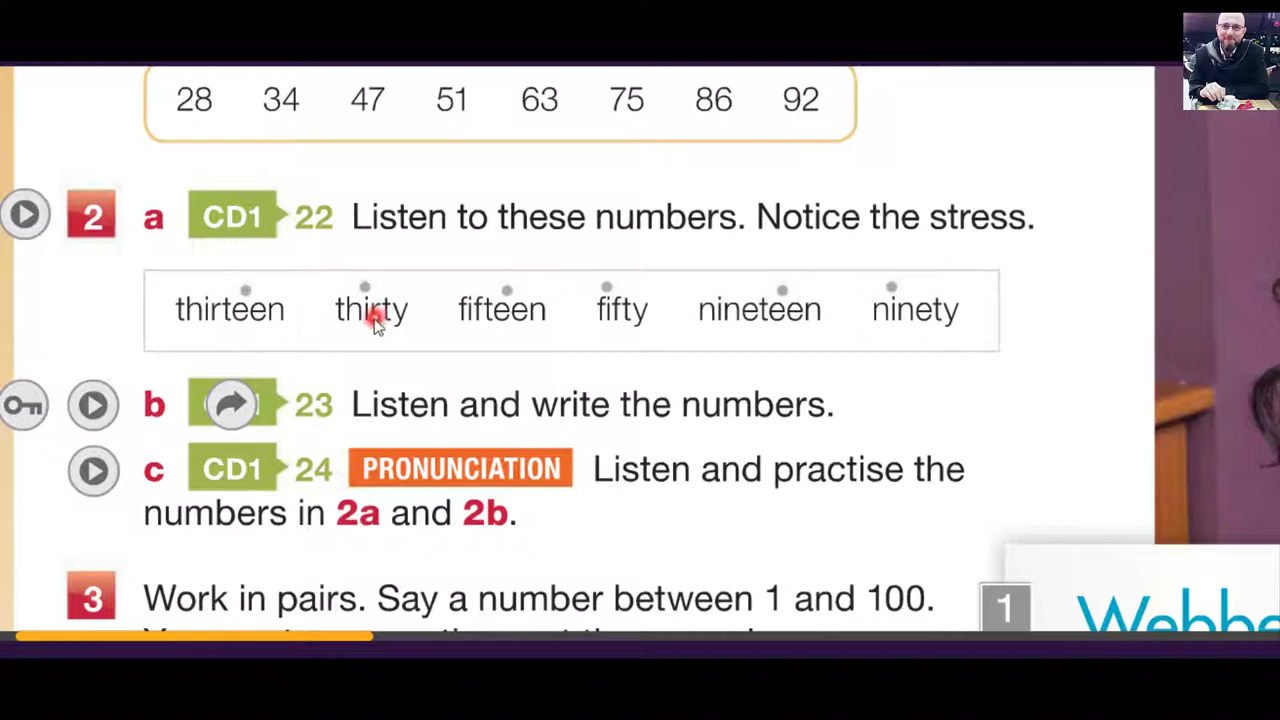 28 34 47 51 63 75 86 92
2 a CD1 22 Listen to these numbers. Notice the stress.
thirteen thirty fifteen fifty nineteen ninety
b 23 Listen and write the numbers.
c CD1 24 PRONUNCIATION Listen and practise the
numbers in 2a and 2b.
3 Work in pairs. Say a number between 1 and 100.
1